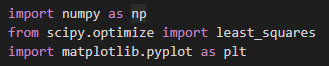 import numpy as np
from scipy.optimize import least_squares
import matplotlib.pyplot as plt